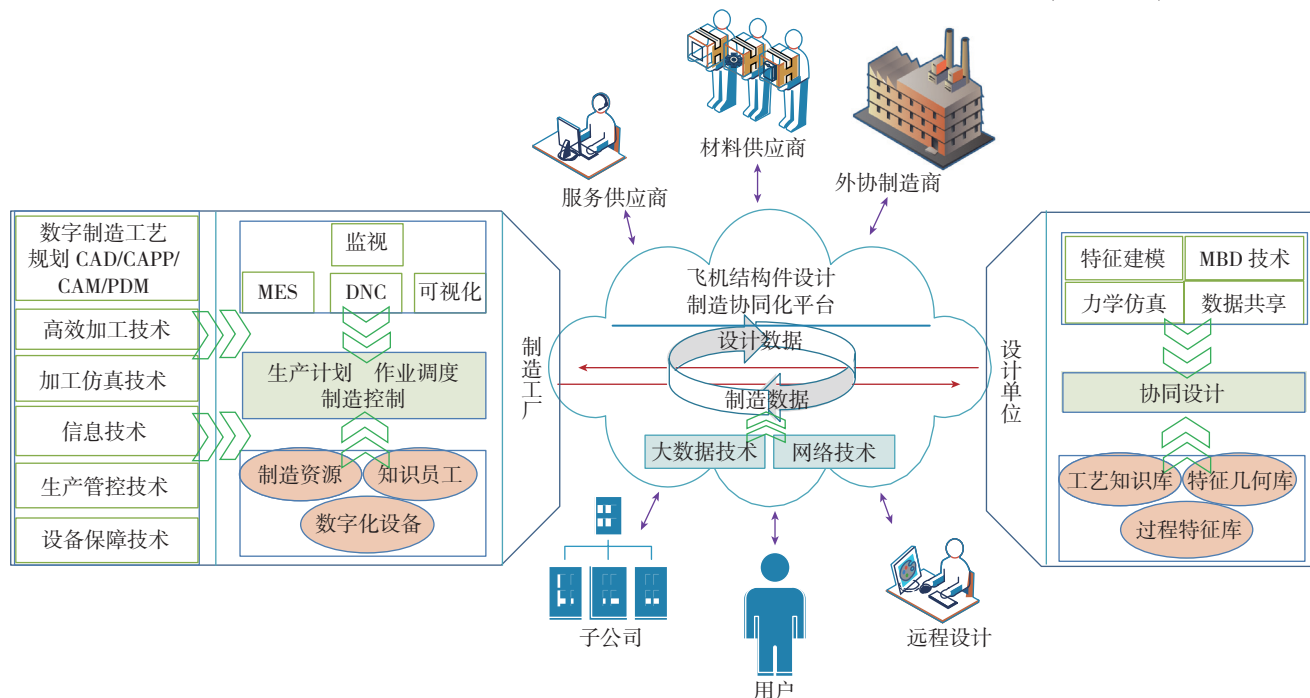 材料供应商
服务供应商
外协制造商
数字制造工艺
规划 CAD/CAPP/
CAM/PDM
高效加工技术
加工仿真技术
信息技术
生产管控技术
设备保障技术
监视
MES
DNC
可视化
生产计划 作业调度
制造控制
制造资源
知识员工
数字化设备
制造工厂
飞机结构件设计
制造协同化平台
设计数据
制造数据
大数据技术
网络技术
设计单位
特征建模
MBD 技术
力学仿真
数据共享
协同设计
工艺知识库
特征几何库
过程特征库
子公司
用户
远程设计